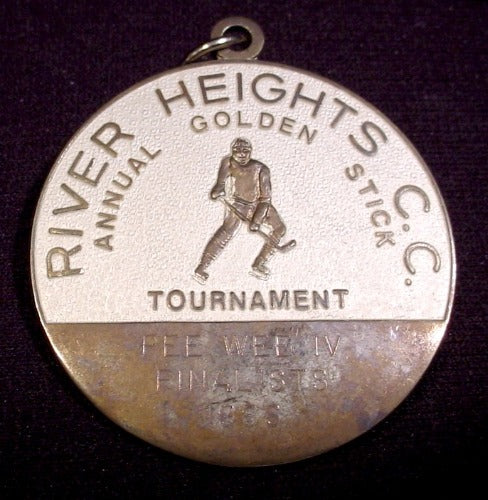 RIVER HEIGHTS C.C.
ANNUAL GOLDEN STICK
TOURNAMENT
PEE WEE IV
FINALISTS